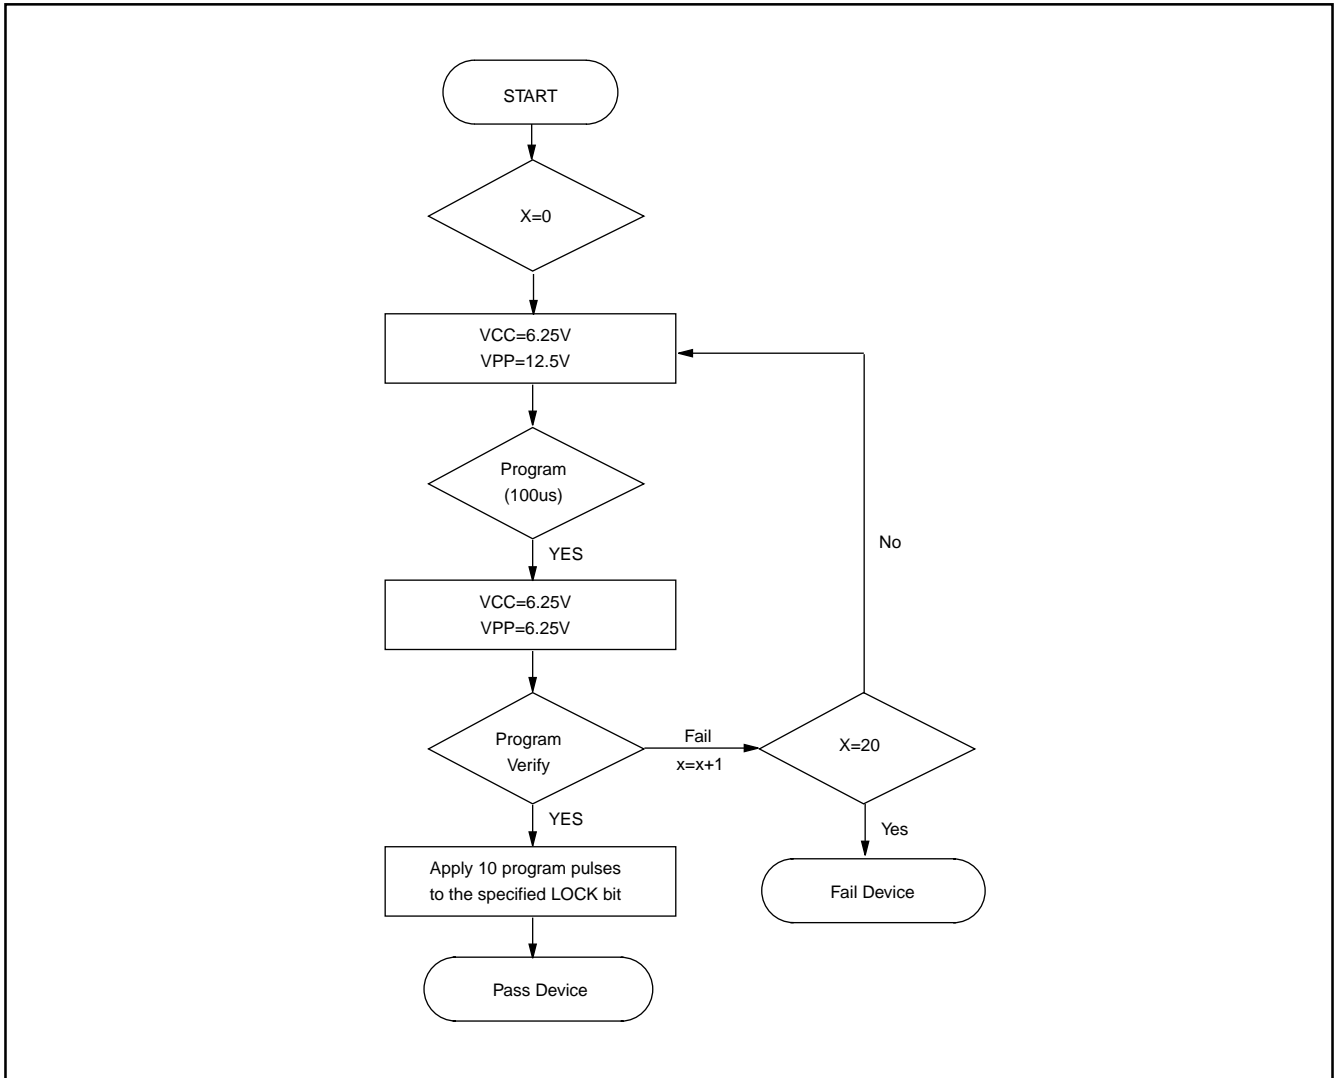 START
X=0
VCC=6.25V
VPP=12.5V
Program
(100us)
YES
No
VCC=6.25V
VPP=6.25V
Program
Verify
Fail
x=x+1
X=20
YES
Yes
Apply 10 program pulses
to the specified LOCK bit
Fail Device
Pass Device